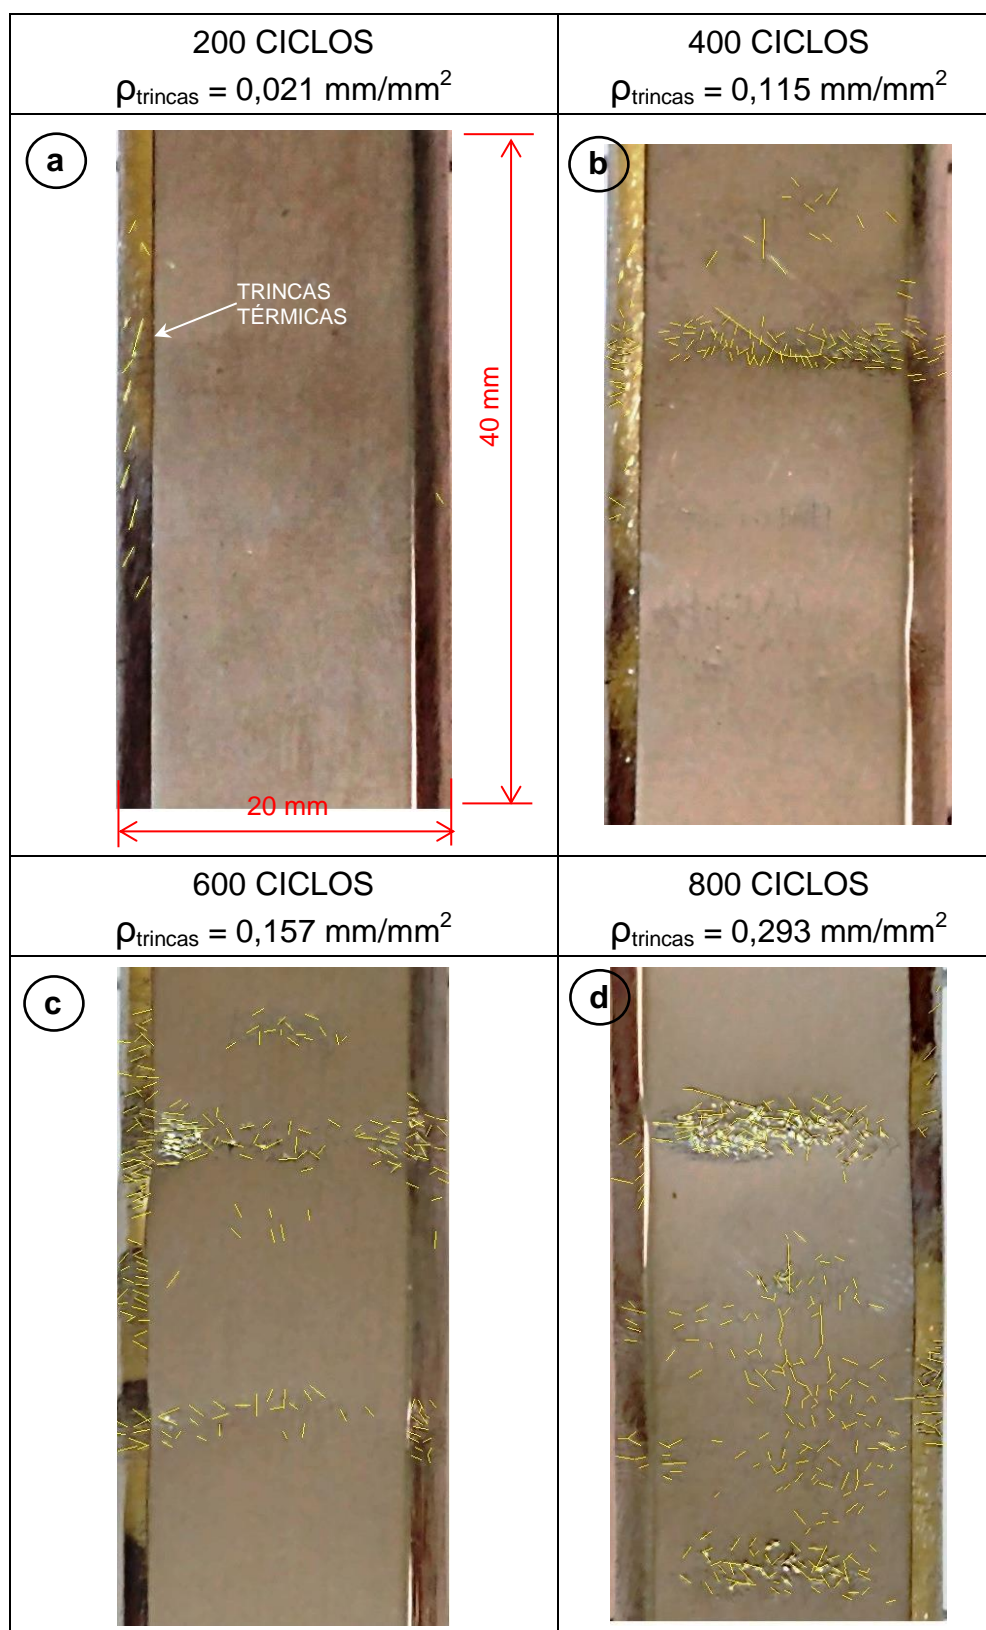 200 CICLOS
ρtrincas = 0,021 mm/mm²
400 CICLOS
ρtrincas = 0,115 mm/mm²
a
TRINCAS
TÉRMICAS
40 mm
20 mm
b
600 CICLOS
ρtrincas = 0,157 mm/mm²
800 CICLOS
ρtrincas = 0,293 mm/mm²
c
d